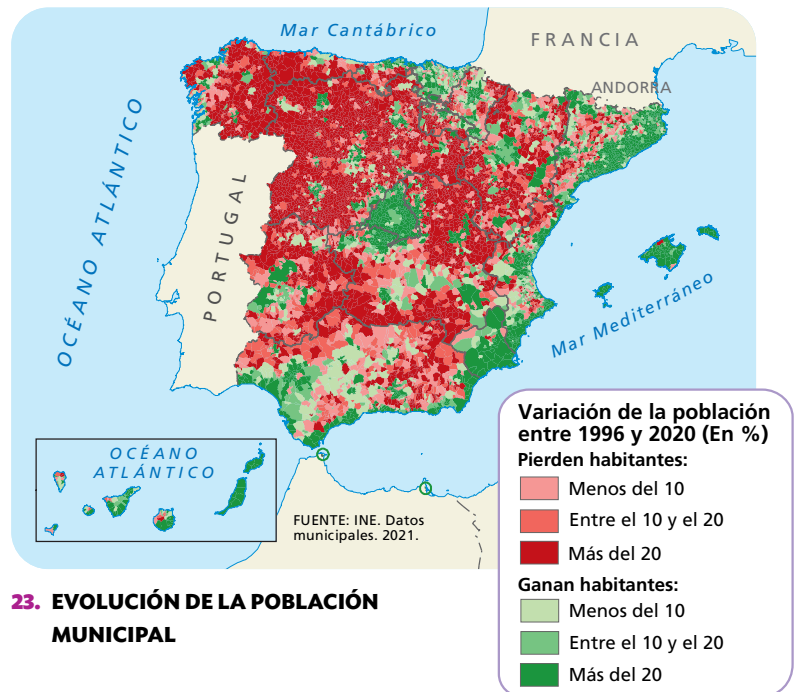 Mar Cantábrico
FRANCIA
ANDORRA
OCÉANO ATLÁNTICO
PORTUGAL
Mar Mediterráneo
OCÉANO
ATLÁNTICO
FUENTE: INE. Datos
municipales. 2021.
Variación de la población
entre 1996 y 2020 (En %)
Pierden habitantes:
Menos del 10
Entre el 10 y el 20
Más del 20
Ganan habitantes:
Menos del 10
Entre el 10 y el 20
Más del 20
23. EVOLUCIÓN DE LA POBLACIÓN
MUNICIPAL